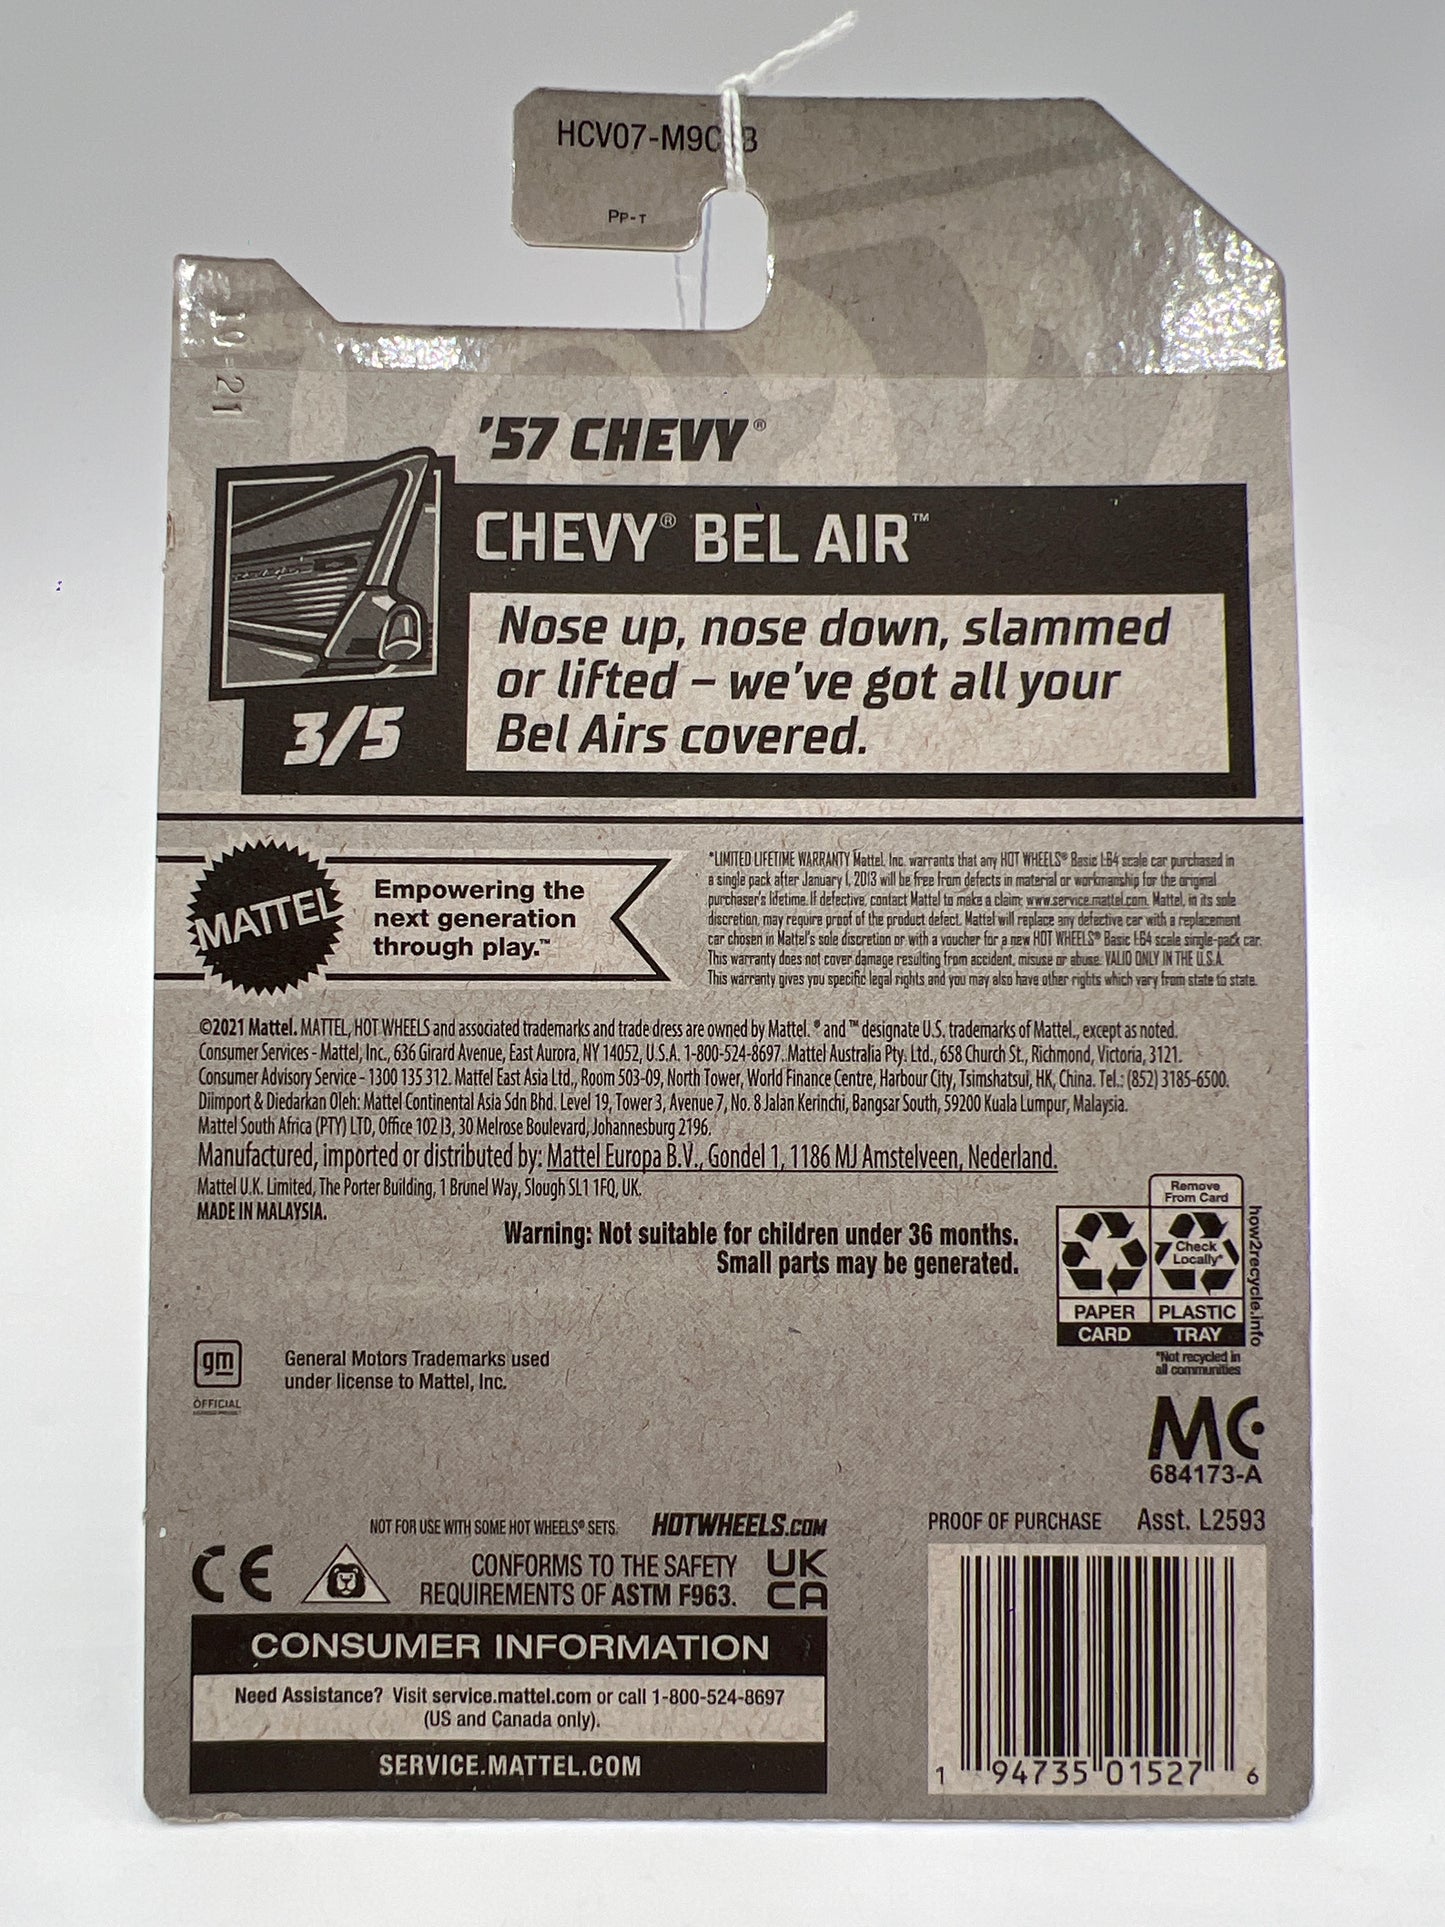 HCV07-M9C
PP-T
10-21
'57 CHEVY®
CHEVY® BEL AIR™
Nose up, nose down, slammed
or lifted – we've got all your
Bel Airs covered.
3/5
MATTEL
Empowering the
next generation
through play.™
*LIMITED LIFETIME WARRANTY Mattel, Inc. warrants that any HOT WHEELS® Basic 1:64 scale car purchased in
a single pack after January 1, 2013 will be free from defects in material or workmanship for the original
purchaser's lifetime. If defective, contact Mattel to make a claim; www.service.mattel.com. Mattel, in its sole
discretion, may require proof of the product defect. Mattel will replace any defective car with a replacement
car chosen in Mattel's sole discretion or with a voucher for a new HOT WHEELS® Basic 1:64 scale single-pack car.
This warranty does not cover damage resulting from accident, misuse or abuse. VALID ONLY IN THE U.S.A.
This warranty gives you specific legal rights and you may also have other rights which vary from state to state.
©2021 Mattel. MATTEL, HOT WHEELS and associated trademarks and trade dress are owned by Mattel. ® and ™ designate U.S. trademarks of Mattel., except as noted.
Consumer Services - Mattel, Inc., 636 Girard Avenue, East Aurora, NY 14052, U.S.A. 1-800-524-8697. Mattel Australia Pty. Ltd., 658 Church St., Richmond, Victoria, 3121.
Consumer Advisory Service - 1300 135 312. Mattel East Asia Ltd., Room 503-09, North Tower, World Finance Centre, Harbour City, Tsimshatsui, HK, China. Tel.: (852) 3185-6500.
Diimport & Diedarkan Oleh: Mattel Continental Asia Sdn Bhd. Level 19, Tower 3, Avenue 7, No. 8 Jalan Kerinchi, Bangsar South, 59200 Kuala Lumpur, Malaysia.
Mattel South Africa (PTY) LTD, Office 102 I3, 30 Melrose Boulevard, Johannesburg 2196.
Manufactured, imported or distributed by: Mattel Europa B.V., Gondel 1, 1186 MJ Amstelveen, Nederland.
Mattel U.K. Limited, The Porter Building, 1 Brunel Way, Slough SL1 1FQ, UK.
MADE IN MALAYSIA.
Warning: Not suitable for children under 36 months.
Small parts may be generated.
Remove
From Card
Check
Locally*
PAPER
PLASTIC
CARD
TRAY
how2recycle.info
*Not recycled in
all communities
gm
OFFICIAL
General Motors Trademarks used
under license to Mattel, Inc.
MC
684173-A
NOT FOR USE WITH SOME HOT WHEELS® SETS.
HOTWHEELS.COM
PROOF OF PURCHASE Asst. L2593
CE
CONFORMS TO THE SAFETY
REQUIREMENTS OF ASTM F963.
UK
CA
CONSUMER INFORMATION
Need Assistance? Visit service.mattel.com or call 1-800-524-8697
(US and Canada only).
SERVICE.MATTEL.COM
1 94735 01527 6